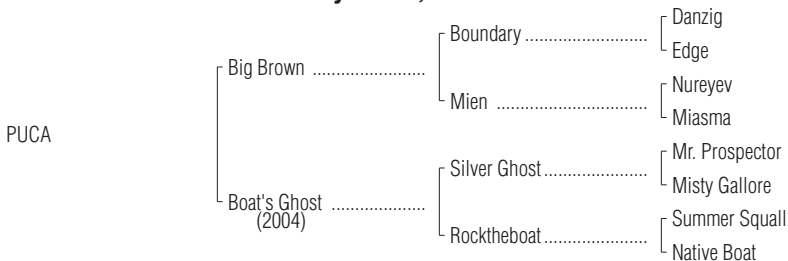 Danzig
Boundary ........................
Edge
Big Brown ......................
Nureyev
Mien .............................
Miasma
PUCA
Mr. Prospector
Silver Ghost....................
Misty Gallore
Boat's Ghost ..................
(2004)
Summer Squall
Rocktheboat....................
Native Boat